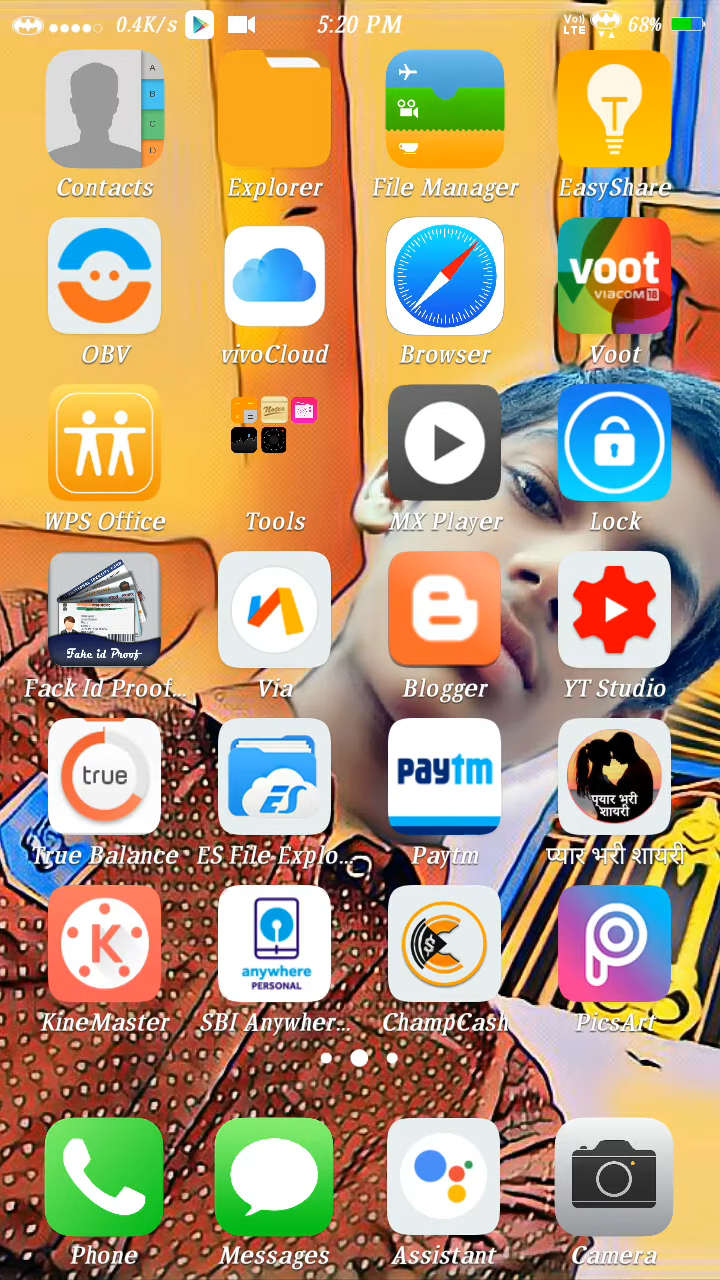 0.4K/s 5:20 PM Vo)) LTE 68%
A
B
C
D
T
Contacts Explorer File Manager EasyShare
voot
VIACOM 18
OBV vivoCloud Browser Voot
Notes
WPS Office Tools MX Player Lock
Fake id Proof
Fack Id Proof... Via Blogger YT Studio
true ES paytm
प्यार भरी
शायरी
True Balance ES File Explo... Paytm प्यार भरी शायरी
K
anywhere
PERSONAL
KineMaster SBI Anywher... ChampCash PicsArt
Phone Messages Assistant Camera